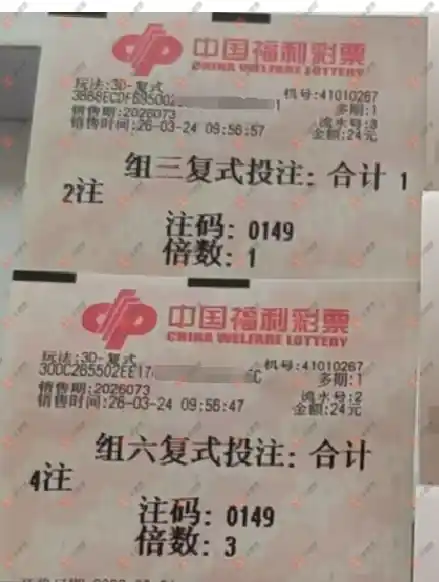 中国福利彩票
CHINA WELFARE LOTTERY
玩法:3D-复式
机号:41010267
多期:1
销售期:2026073
流水号:3
销售时间:26-03-24 09:56:57
金额:24元
组三复式投注: 合计 1
2注
注码: 0149
倍数: 1
中国福利彩票
CHINA WELFARE LOTTERY
玩法:3D-复式
机号:41010267
多期:1
销售期:2026073
流水号:2
销售时间:26-03-24 09:56:47
金额:24元
组六复式投注: 合计
4注
注码: 0149
倍数: 3